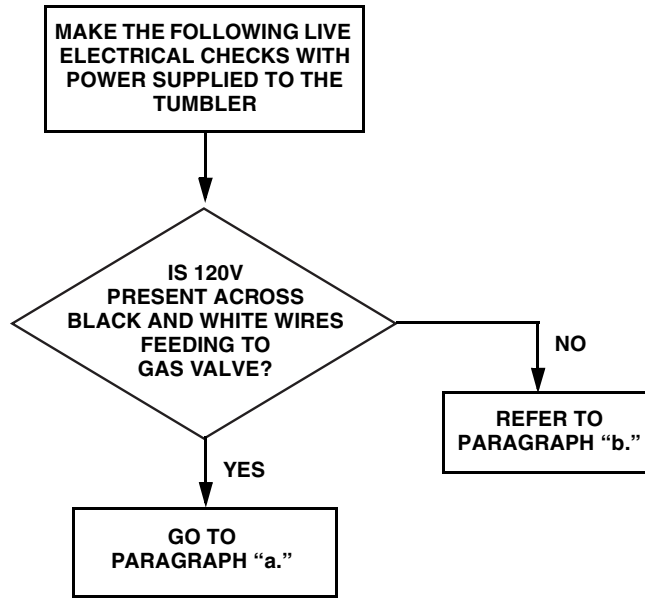 MAKE THE FOLLOWING LIVE
ELECTRICAL CHECKS WITH
POWER SUPPLIED TO THE
TUMBLER
IS 120V
PRESENT ACROSS
BLACK AND WHITE WIRES
FEEDING TO
GAS VALVE?
NO
REFER TO
PARAGRAPH “b.”
YES
GO TO
PARAGRAPH “a.”